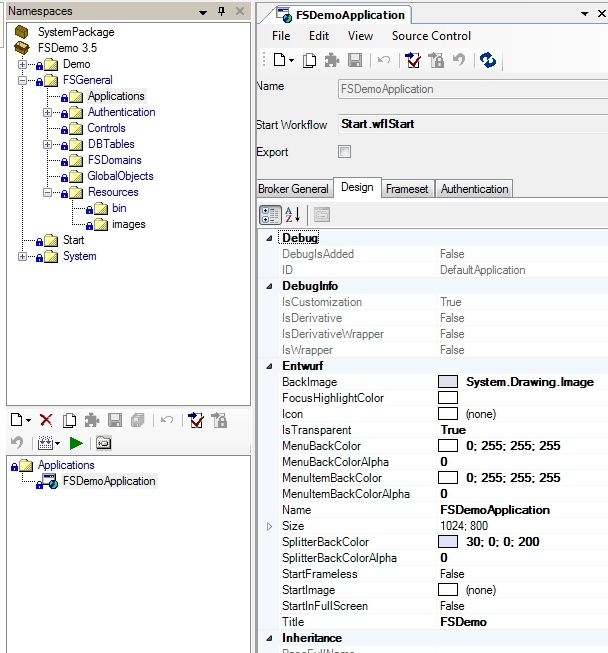 Namespaces
SystemPackage
FSDemo 3.5
Demo
FSGeneral
Applications
Authentication
Controls
DBTables
FSDomains
GlobalObjects
Resources
bin
images
Start
System
Applications
FSDemoApplication
FSDemoApplication
File Edit View Source Control
Name FSDemoApplication
Start Workflow Start.wflStart
Export
Broker General Design Frameset Authentication
Debug
DebugIsAdded False
ID DefaultApplication
DebugInfo
IsCustomization True
IsDerivative False
IsDerivativeWrapper False
IsWrapper False
Entwurf
BackImage System.Drawing.Image
FocusHighlightColor
Icon (none)
IsTransparent True
MenuBackColor 0; 255; 255; 255
MenuBackColorAlpha 0
MenuItemBackColor 0; 255; 255; 255
MenuItemBackColorAlpha 0
Name FSDemoApplication
Size 1024; 800
SplitterBackColor 30; 0; 0; 200
SplitterBackColorAlpha 0
StartFrameless False
StartImage (none)
StartInFullScreen False
Title FSDemo
Inheritance